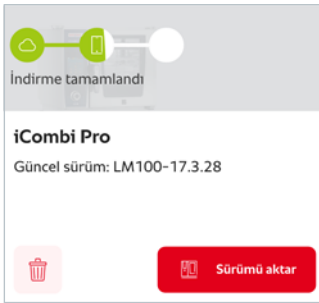 İndirme tamamlandı
iCombi Pro
Güncel sürüm: LM100-17.3.28
Sürümü aktar